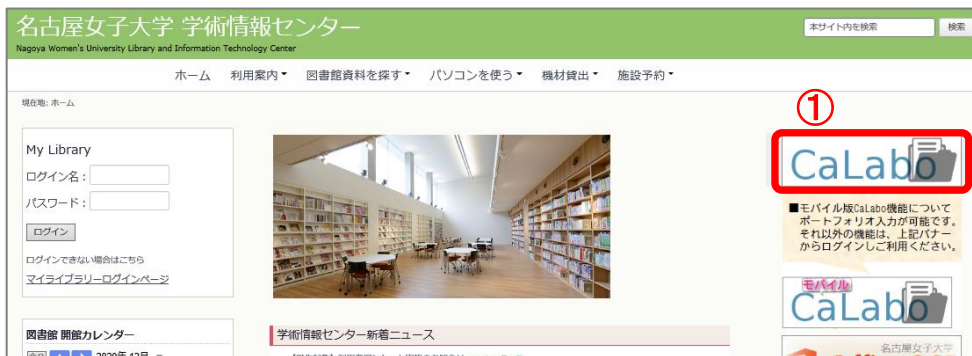 名古屋女子大学 学術情報センター
Nagoya Women's University Library and Information Technology Center
本サイト内を検索
検索
ホーム 利用案内▼ 図書館資料を探す▼ パソコンを使う▼ 機材貸出▼ 施設予約▼
現在地: ホーム
①
My Library
ログイン名：
パスワード：
ログイン
ログインできない場合はこちら
マイライブラリーログインページ
CaLabo
■モバイル版CaLabo機能について
ポートフォリオ入力が可能です。
それ以外の機能は、上記バナー
からログインしご利用ください。
モバイル
CaLabo
図書館 開館カレンダー
学術情報センター新着ニュース
2020年 12月
名古屋女子大学